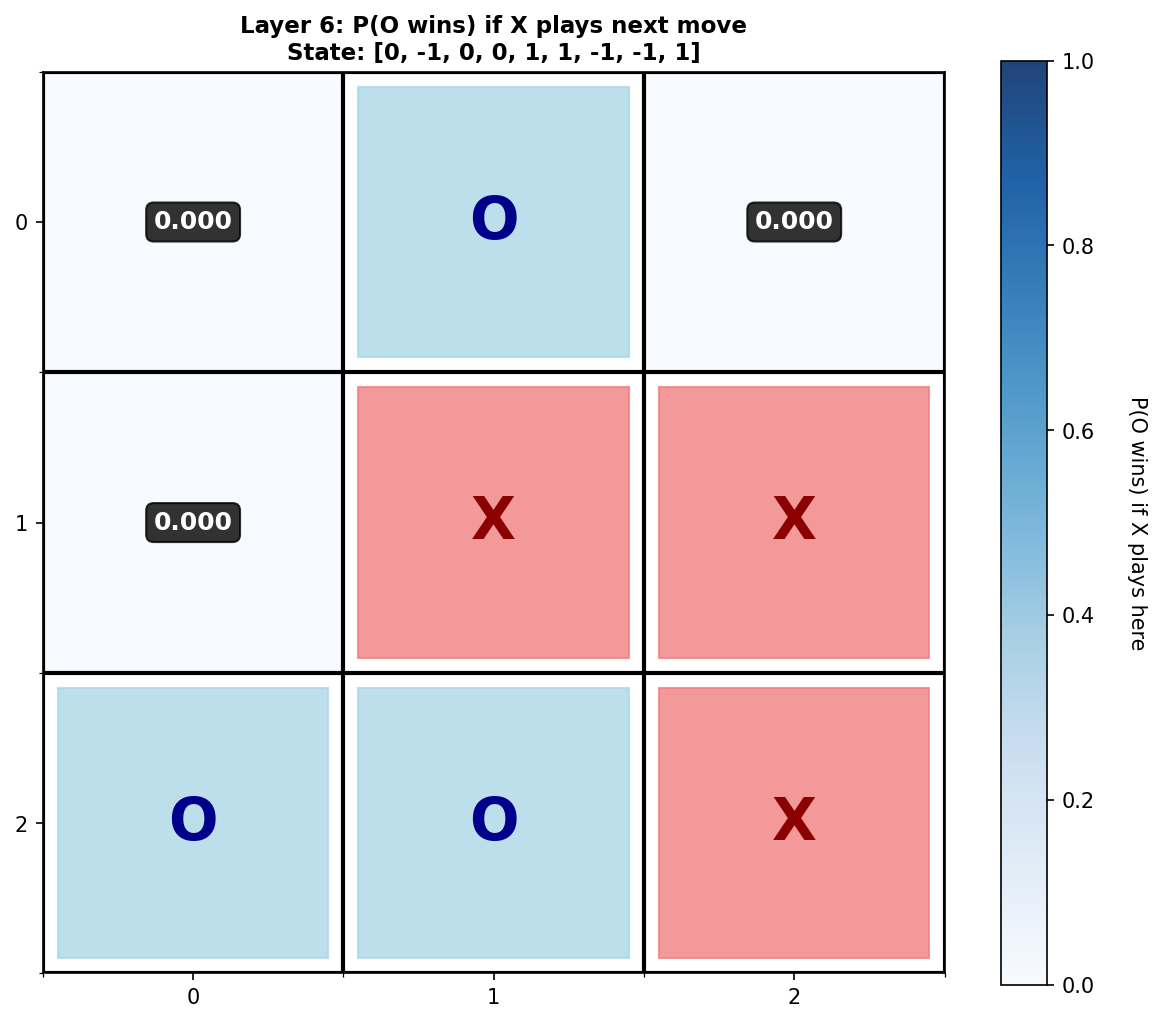 Layer 6: P(O wins) if X plays next move
State: [0, -1, 0, 0, 1, 1, -1, -1, 1]
0
0.000
O
0.000
1
0.000
X
X
2
O
O
X
0
1
2
1.0
0.8
0.6
0.4
0.2
0.0
P(O wins) if X plays here